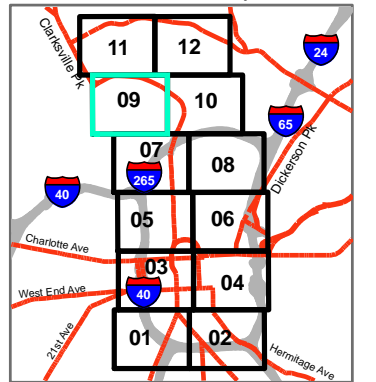 Clarksville Pk
11
12
24
09
10
65
Dickerson Pk
07
08
265
40
05
06
Charlotte Ave
03
04
West End Ave
40
21st Ave
01
02
Hermitage Ave